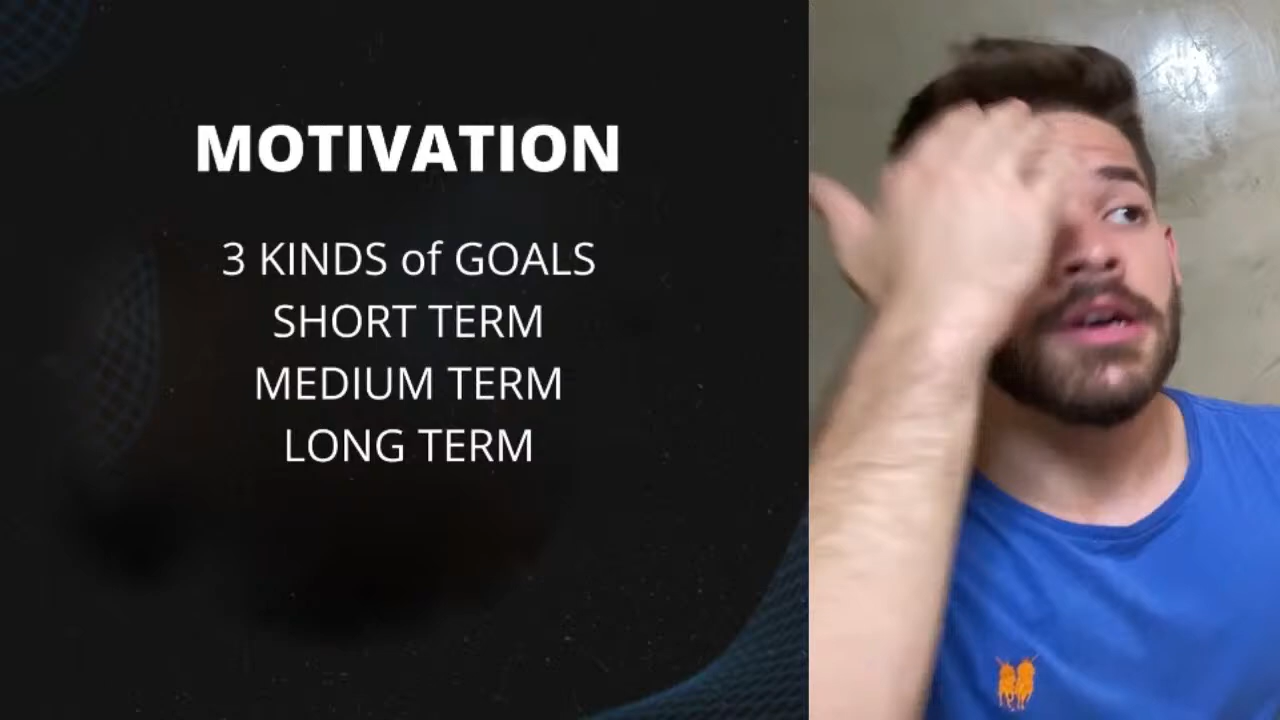 MOTIVATION
3 KINDS of GOALS
SHORT TERM
MEDIUM TERM
LONG TERM